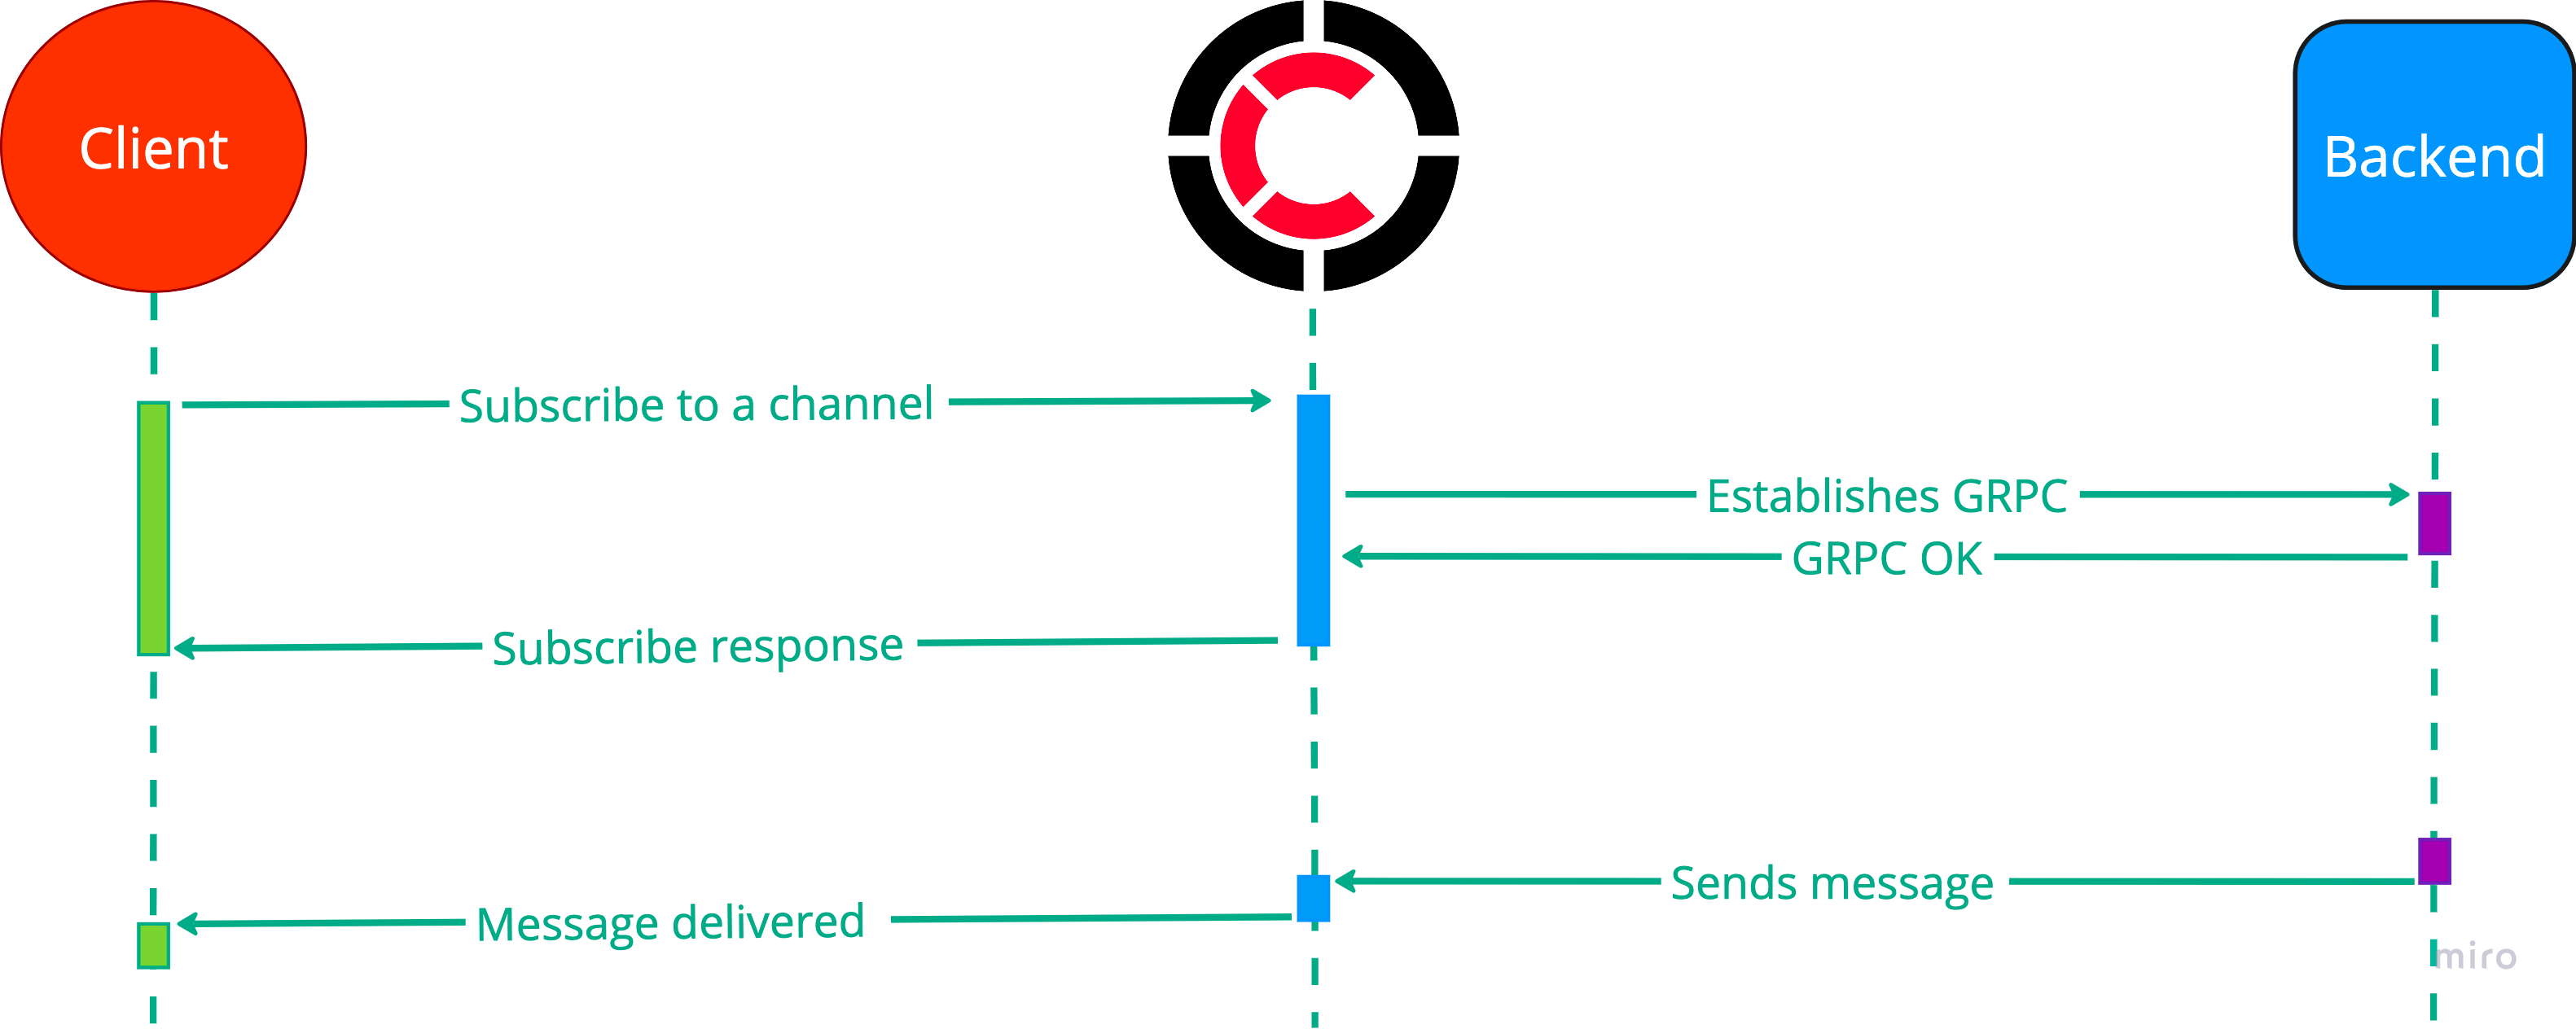 Client
Backend
Subscribe to a channel
Establishes GRPC
GRPC OK
Subscribe response
Sends message
Message delivered
miro